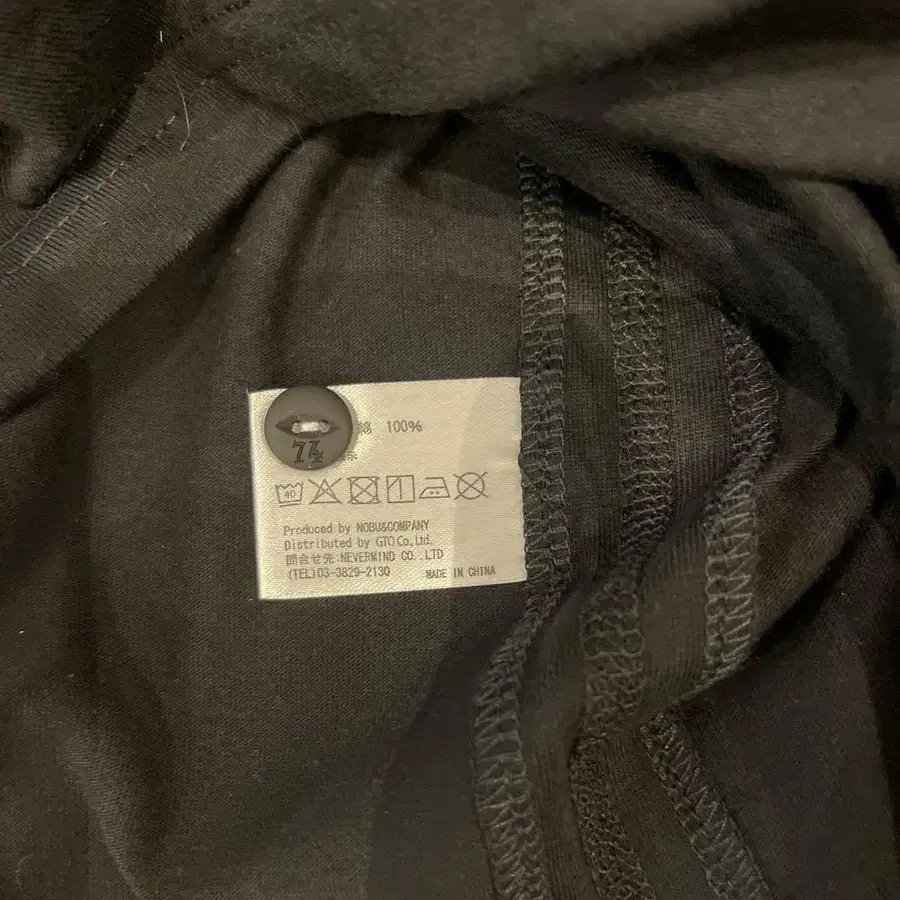 綿 100%
74
40
Produced by NOBU&COMPANY
Distributed by GTO Co,.Ltd.
問合せ先:NEVERMIND CO.,LTD
(TEL)03-3829-2130 MADE IN CHINA